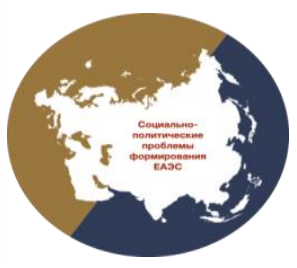 Социально-
политические
проблемы
формирования
ЕАЭС